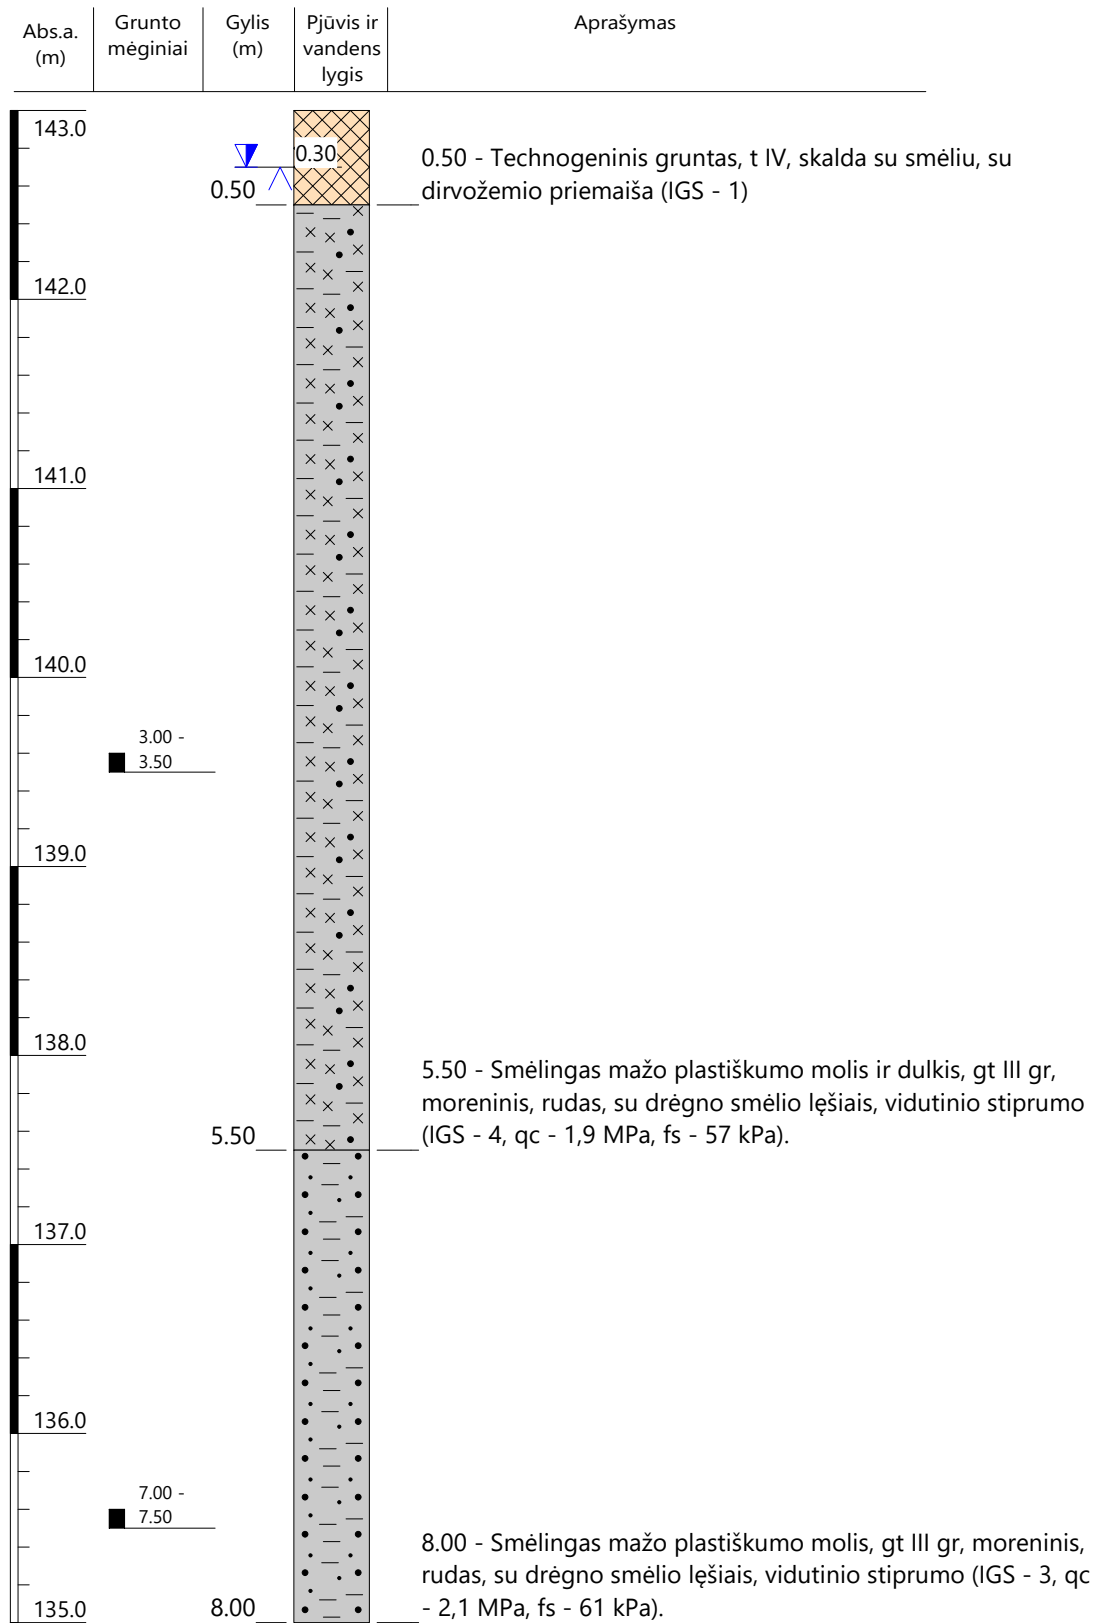 Abs.a.
(m)
Grunto
mėginiai
Gylis
(m)
Pjūvis ir
vandens
lygis
Aprašymas
143.0
0.30
0.50
0.50 - Technogeninis gruntas, t IV, skalda su smėliu, su
dirvožemio priemaiša (IGS - 1)
142.0
141.0
140.0
3.00 -
3.50
139.0
138.0
5.50
5.50 - Smėlingas mažo plastiškumo molis ir dulkis, gt III gr,
moreninis, rudas, su drėgno smėlio lęšiais, vidutinio stiprumo
(IGS - 4, qc - 1,9 MPa, fs - 57 kPa).
137.0
136.0
7.00 -
7.50
135.0
8.00
8.00 - Smėlingas mažo plastiškumo molis, gt III gr, moreninis,
rudas, su drėgno smėlio lęšiais, vidutinio stiprumo (IGS - 3, qc
- 2,1 MPa, fs - 61 kPa).